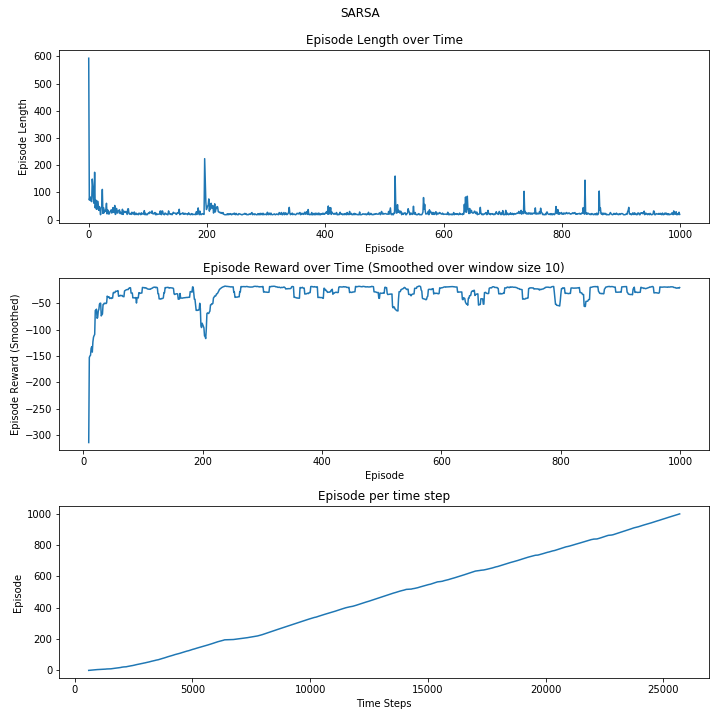 SARSA
Episode Length over Time
600
500
400
300
200
100
0
Episode Length
0 200 400 600 800 1000
Episode
Episode Reward over Time (Smoothed over window size 10)
−50
−100
−150
−200
−250
−300
Episode Reward (Smoothed)
0 200 400 600 800 1000
Episode
Episode per time step
1000
800
600
400
200
0
Episode
0 5000 10000 15000 20000 25000
Time Steps